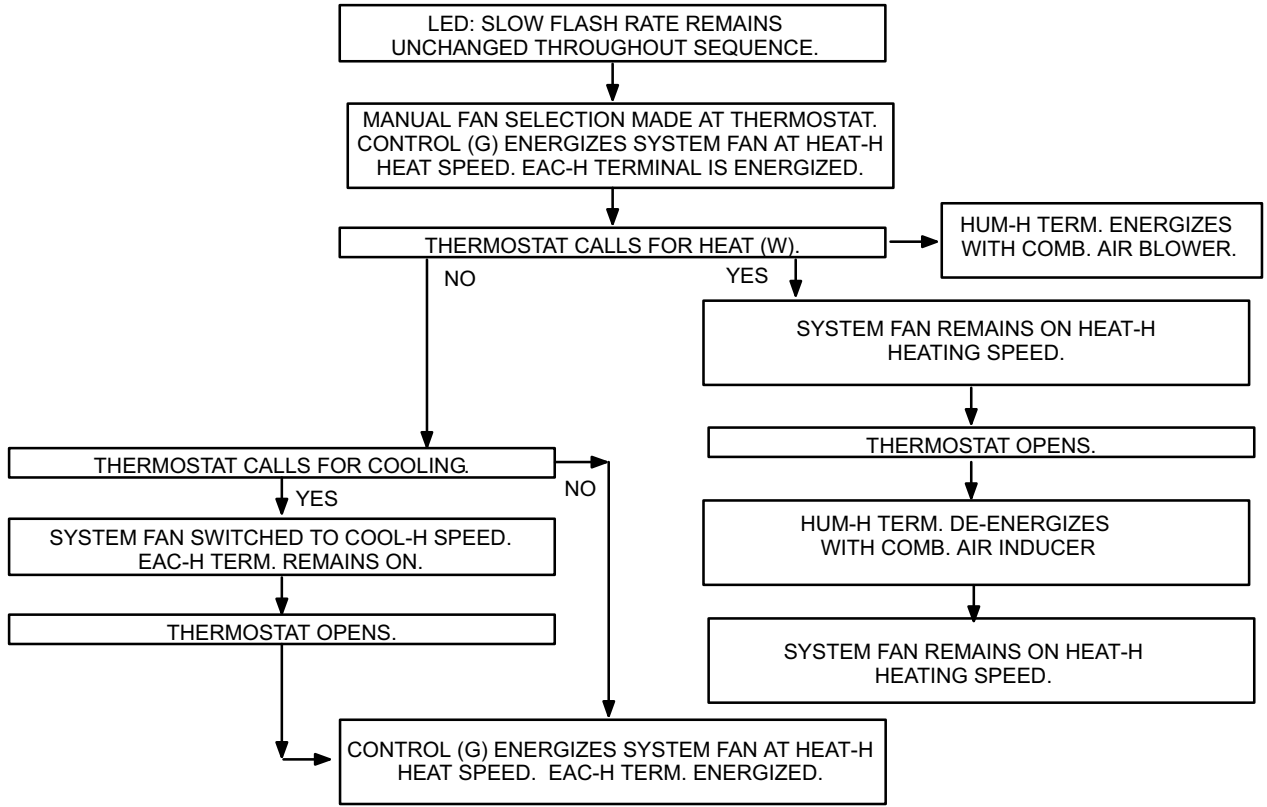 LED: SLOW FLASH RATE REMAINS
UNCHANGED THROUGHOUT SEQUENCE.
MANUAL FAN SELECTION MADE AT THERMOSTAT.
CONTROL (G) ENERGIZES SYSTEM FAN AT HEAT-H
HEAT SPEED. EAC-H TERMINAL IS ENERGIZED.
THERMOSTAT CALLS FOR HEAT (W).
HUM-H TERM. ENERGIZES
WITH COMB. AIR BLOWER.
NO
YES
SYSTEM FAN REMAINS ON HEAT-H
HEATING SPEED.
THERMOSTAT OPENS.
HUM-H TERM. DE-ENERGIZES
WITH COMB. AIR INDUCER
SYSTEM FAN REMAINS ON HEAT-H
HEATING SPEED.
THERMOSTAT CALLS FOR COOLING.
NO
YES
SYSTEM FAN SWITCHED TO COOL-H SPEED.
EAC-H TERM. REMAINS ON.
THERMOSTAT OPENS.
CONTROL (G) ENERGIZES SYSTEM FAN AT HEAT-H
HEAT SPEED. EAC-H TERM. ENERGIZED.